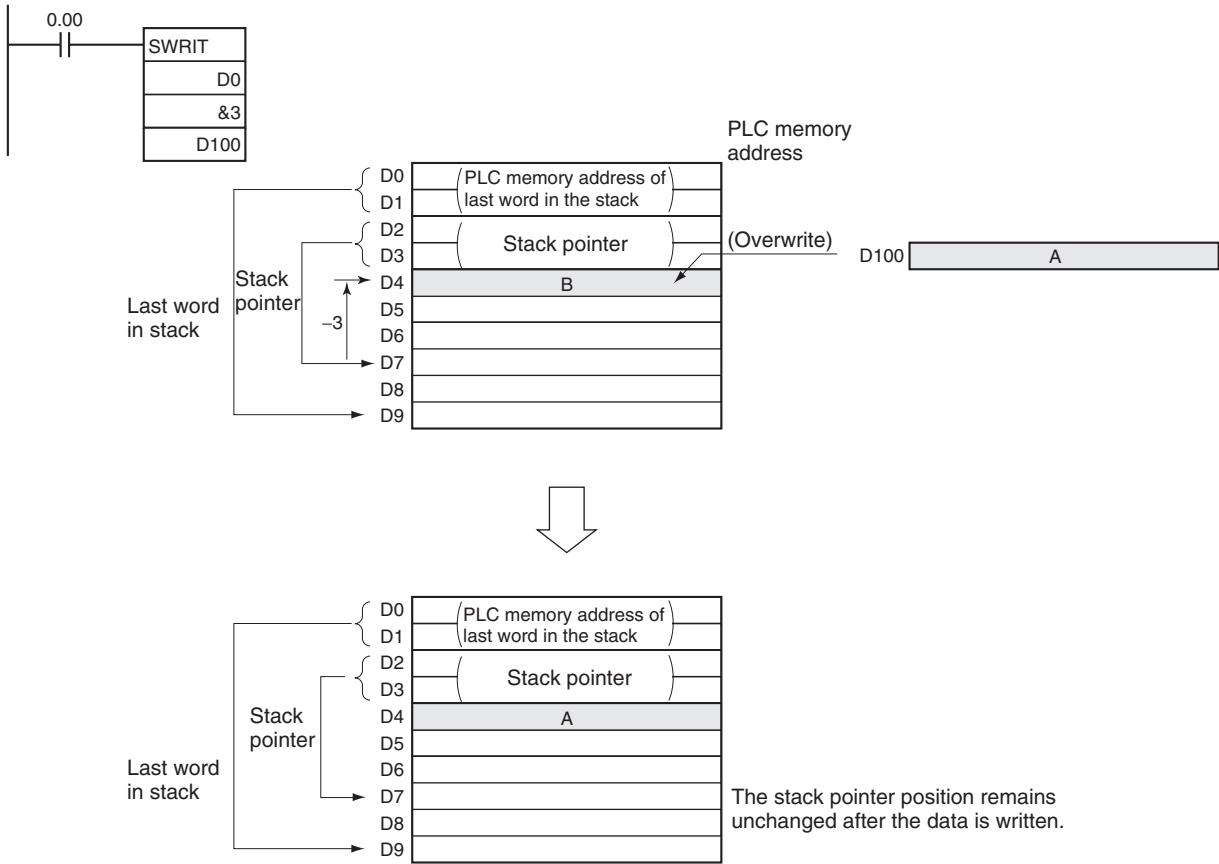 0.00
SWRIT
D0
&3
D100
PLC memory
address
D0
D1
D2
D3
D4
D5
D6
D7
D8
D9
(PLC memory address of
last word in the stack)
(Stack pointer)
B
(Overwrite)
D100
A
Stack
pointer
–3
Last word
in stack
D0
D1
D2
D3
D4
D5
D6
D7
D8
D9
(PLC memory address of
last word in the stack)
(Stack pointer)
A
Stack
pointer
Last word
in stack
The stack pointer position remains
unchanged after the data is written.